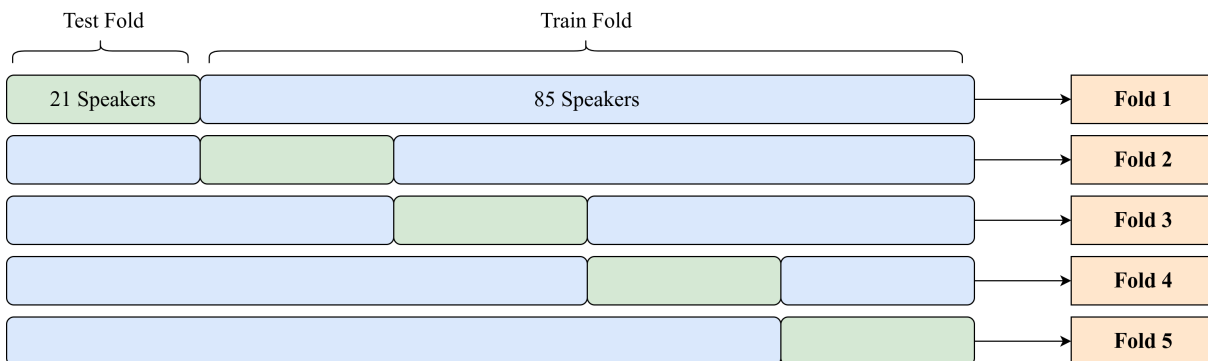 Test Fold
Train Fold
21 Speakers
85 Speakers
Fold 1
Fold 2
Fold 3
Fold 4
Fold 5